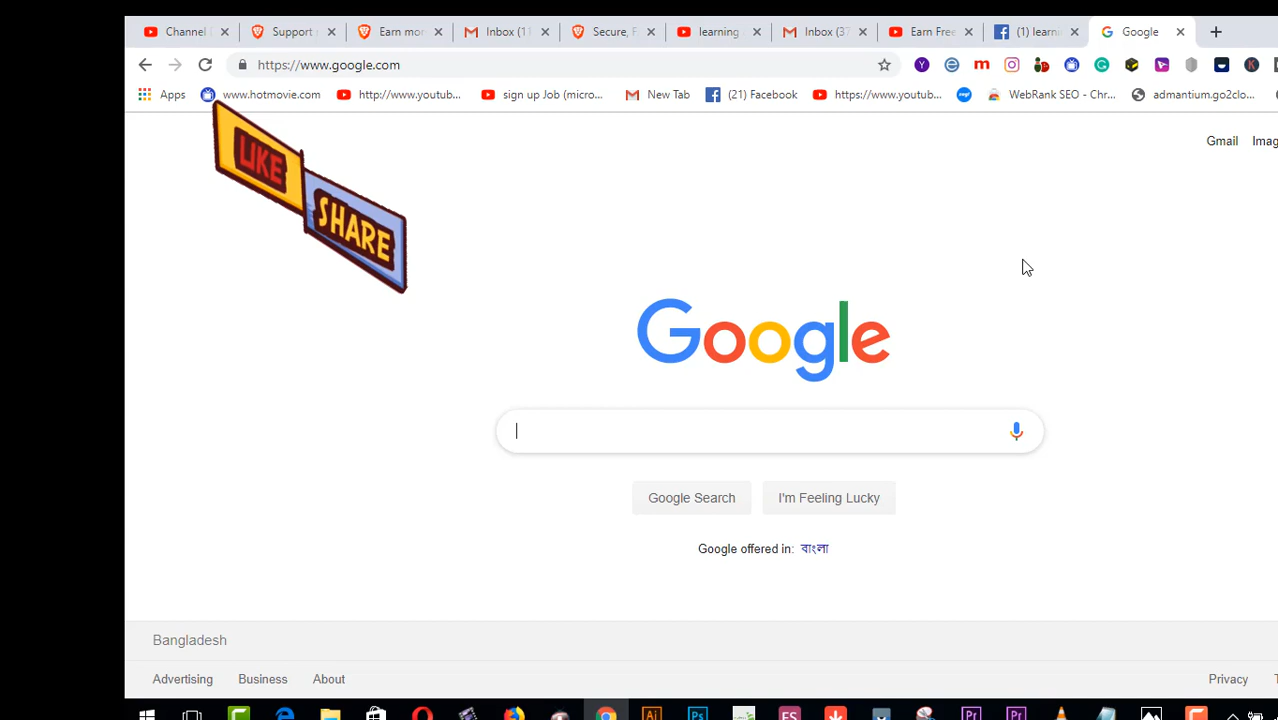 Channel Support Earn mor Inbox (1 Secure, F learning Inbox (37 Earn Free (1) learn Google
https://www.google.com
Apps www.hotmovie.com http://www.youtub... sign up Job (micro... New Tab (21) Facebook https://www.youtub... WebRank SEO - Chr... admantium.go2clo...
Gmail Imag
LIKE
SHARE
Google
Google Search I'm Feeling Lucky
Google offered in: বাংলা
Bangladesh
Advertising Business About Privacy